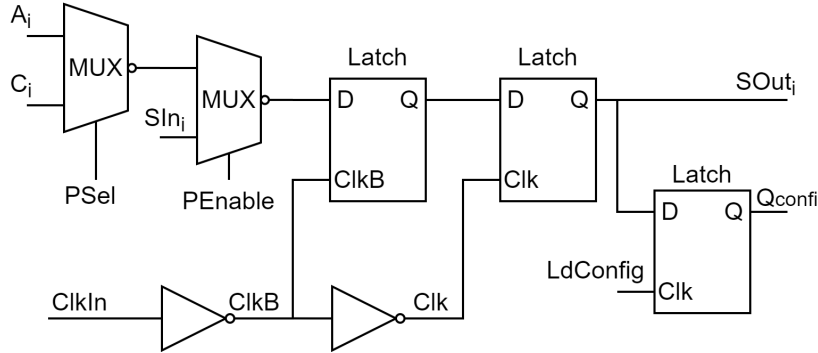 Ai
MUX
Ci
PSel
MUX
SIni
PEnable
Latch
D
Q
ClkB
Latch
D
Q
Clk
SOuti
Latch
D
Q
Qconfi
LdConfig
Clk
ClkIn
ClkB
Clk